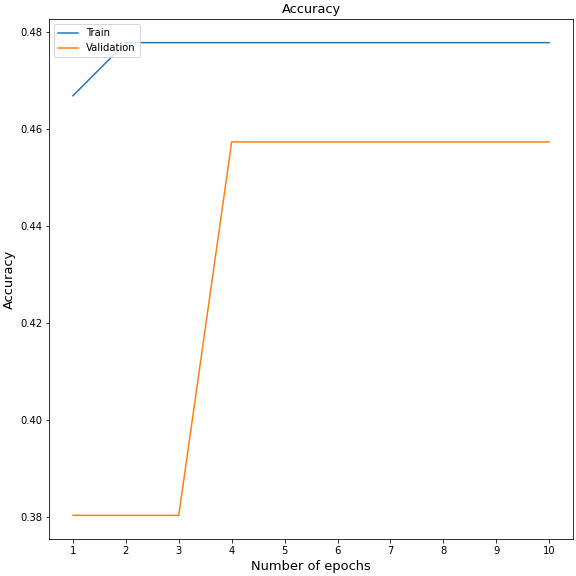 Accuracy
Train
Validation
Accuracy
0.48
0.46
0.44
0.42
0.40
0.38
1 2 3 4 5 6 7 8 9 10
Number of epochs